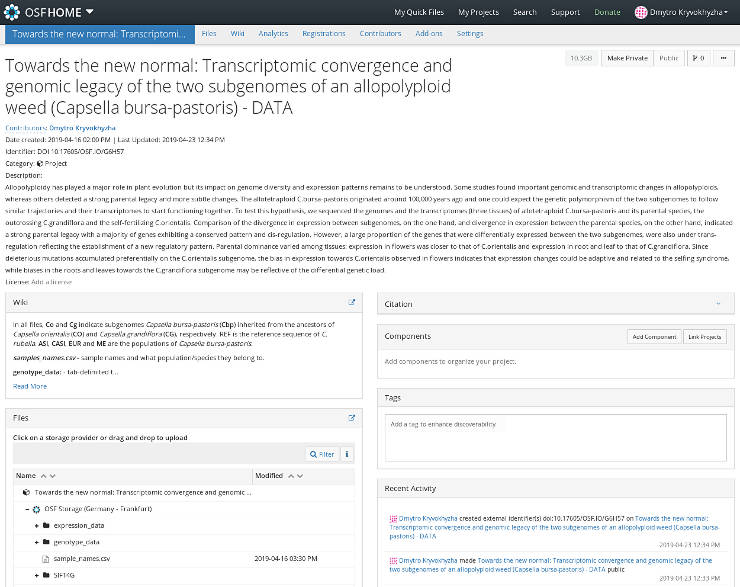 OSFHOME
My Quick Files My Projects Search Support Donate Dmytro Kryvokhyzha
Towards the new normal: Transcriptomi... Files Wiki Analytics Registrations Contributors Add-ons Settings
10.3GB Make Private Public 0
Towards the new normal: Transcriptomic convergence and
genomic legacy of the two subgenomes of an allopolyploid
weed (Capsella bursa-pastoris) - DATA
Contributors: Dmytro Kryvokhyzha
Date created: 2019-04-16 02:00 PM | Last Updated: 2019-04-23 12:34 PM
Identifier: DOI 10.17605/OSF.IO/G6H57
Category: Project
Description:
Allopolyploidy has played a major role in plant evolution but its impact on genome diversity and expression patterns remains to be understood. Some studies found important genomic and transcriptomic changes in allopolyploids,
whereas others detected a strong parental legacy and more subtle changes. The allotetraploid C.bursa-pastoris originated around 100,000 years ago and one could expect the genetic polymorphism of the two subgenomes to follow
similar trajectories and their transcriptomes to start functioning together. To test this hypothesis, we sequenced the genomes and the transcriptomes (three tissues) of allotetraploid C.bursa-pastoris and its parental species, the
outcrossing C.grandiflora and the self-fertilizing C.orientalis. Comparison of the divergence in expression between subgenomes, on the one hand, and divergence in expression between the parental species, on the other hand, indicated
a strong parental legacy with a majority of genes exhibiting a conserved pattern and cis-regulation. However, a large proportion of the genes that were differentially expressed between the two subgenomes, were also under trans-
regulation reflecting the establishment of a new regulatory pattern. Parental dominance varied among tissues: expression in flowers was closer to that of C.orientalis and expression in root and leaf to that of C.grandiflora. Since
deleterious mutations accumulated preferentially on the C.orientalis subgenome, the bias in expression towards C.orientalis observed in flowers indicates that expression changes could be adaptive and related to the selfing syndrome,
while biases in the roots and leaves towards the C.grandiflora subgenome may be reflective of the differential genetic load.
License: Add a license
Wiki
In all files, Co and Cg indicate subgenomes Capsella bursa-pastoris (Cbp) inherited from the ancestors of
Capsella orientalis (CO) and Capsella grandiflora (CG), respectively. REF is the reference sequence of C.
rubella. ASI, CASI, EUR and ME are the populations of Capsella bursa-pastoris.
samples_names.csv - sample names and what population/species they belong to.
genotype_data: - tab-delimited t...
Read More
Files
Click on a storage provider or drag and drop to upload
Filter i
Name Modified
Towards the new normal: Transcriptomic convergence and genomic ...
OSF Storage (Germany - Frankfurt)
expression_data
genotype_data
sample_names.csv 2019-04-16 03:30 PM
SIFT4G
Citation
Components Add Component Link Projects
Add components to organize your project.
Tags
Add a tag to enhance discoverability
Recent Activity
Dmytro Kryvokhyzha created external identifier(s) doi:10.17605/OSF.IO/G6H57 on Towards the new normal:
Transcriptomic convergence and genomic legacy of the two subgenomes of an allopolyploid weed (Capsella bursa-
pastoris) - DATA
2019-04-23 12:34 PM
Dmytro Kryvokhyzha made Towards the new normal: Transcriptomic convergence and genomic legacy of the
two subgenomes of an allopolyploid weed (Capsella bursa-pastoris) - DATA public
2019-04-23 12:33 PM